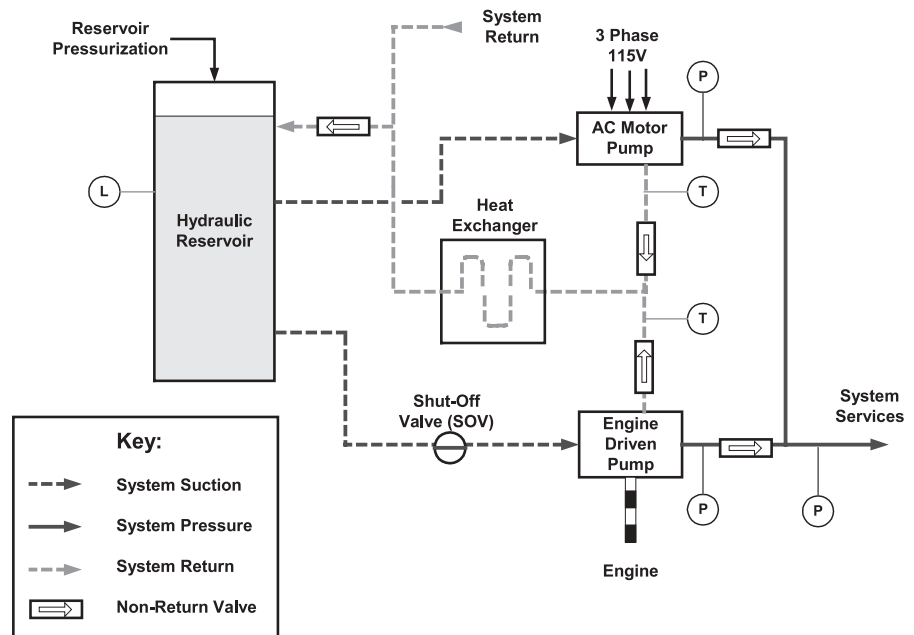 Reservoir
Pressurization
System
Return
3 Phase
115V
P
AC Motor
Pump
T
L
Hydraulic
Reservoir
Heat
Exchanger
T
Shut-Off
Valve (SOV)
Engine
Driven
Pump
System
Services
P
P
Engine
Key:
System Suction
System Pressure
System Return
Non-Return Valve